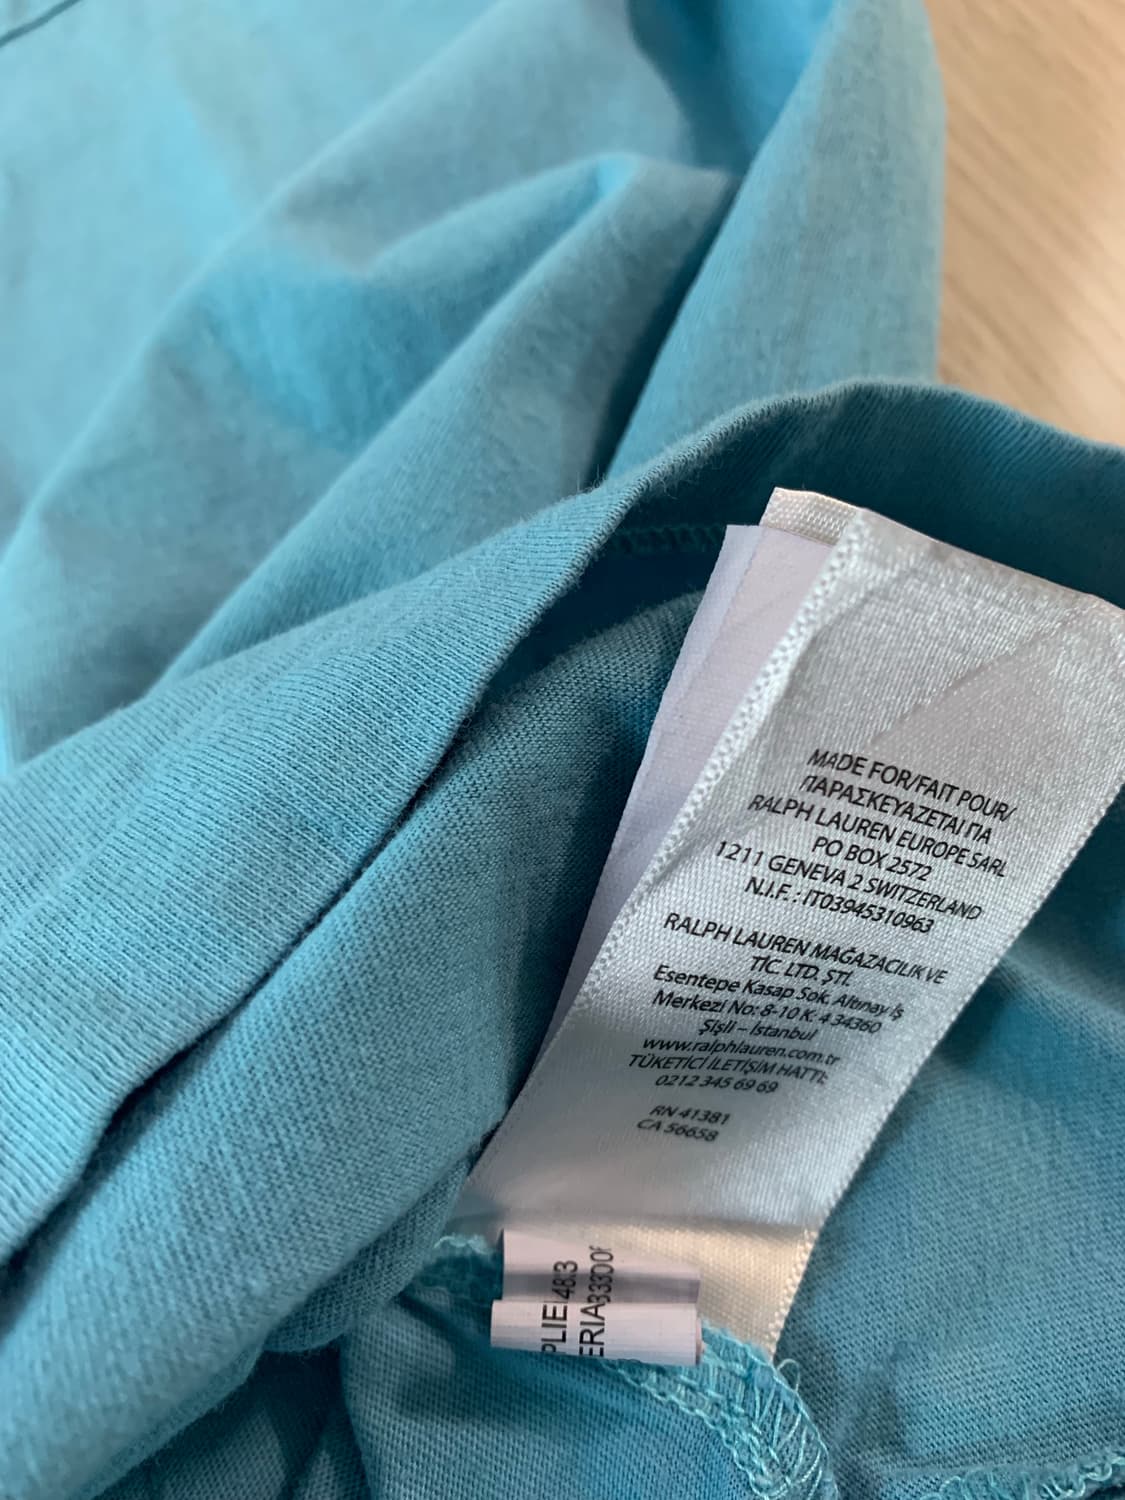 MADE FOR/FAIT POUR/
ΠΑΡΑΣΚΕΥΑΖΕΤΑΙ ΓΙΑ
RALPH LAUREN EUROPE SARL
PO BOX 2572
1211 GENEVA 2 SWITZERLAND
N.I.F. : IT03945310963
RALPH LAUREN MAĞAZACILIK VE
TİC. LTD. ŞTİ.
Esentepe Kasap Sok. Altınay İş
Merkezi No: 8-10 K: 4 34360
Şişli – İstanbul
www.ralphlauren.com.tr
TÜKETİCİ İLETİŞİM HATTI:
0212 345 69 69
RN 41381
CA 56658